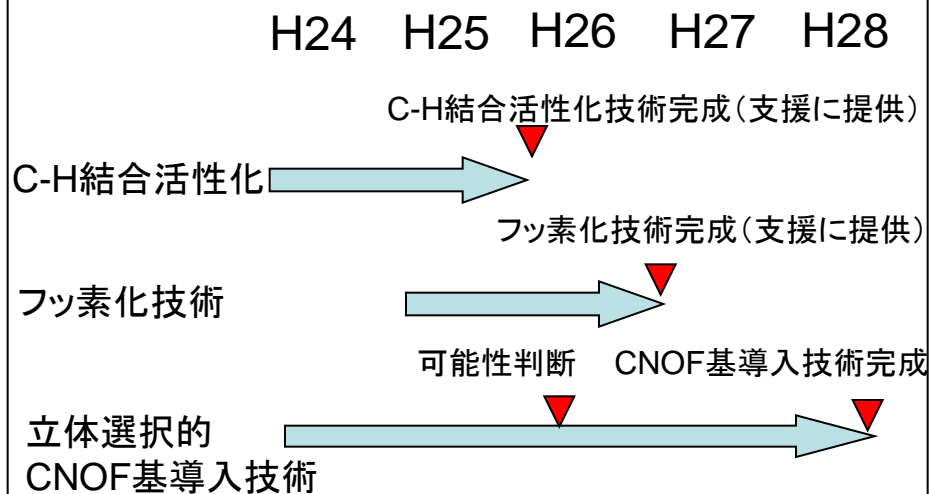 H24 H25 H26 H27 H28
C-H結合活性化技術完成(支援に提供)
C-H結合活性化
フッ素化技術完成(支援に提供)
フッ素化技術
可能性判断 CNOF基導入技術完成
立体選択的
CNOF基導入技術